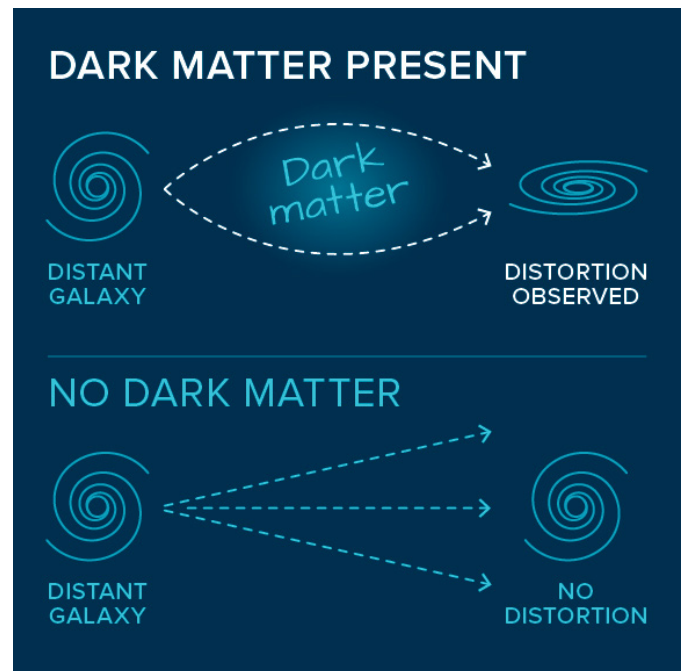 DARK MATTER PRESENT
Dark
matter
DISTANT
GALAXY
DISTORTION
OBSERVED
NO DARK MATTER
DISTANT
GALAXY
NO
DISTORTION